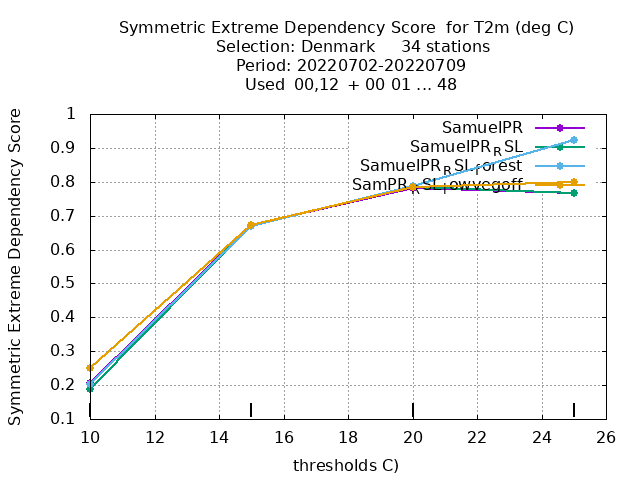 Symmetric Extreme Dependency Score for T2m (deg C)
Selection: Denmark 34 stations
Period: 20220702-20220709
Used 00,12 + 00 01 ... 48
Symmetric Extreme Dependency Score
1
0.9
0.8
0.7
0.6
0.5
0.4
0.3
0.2
0.1
SamuelPR
SamuelPR_RSL
SamuelPR_RSL_forest
SamPR_RSL_lowvegoff
10 12 14 16 18 20 22 24 26
thresholds C)